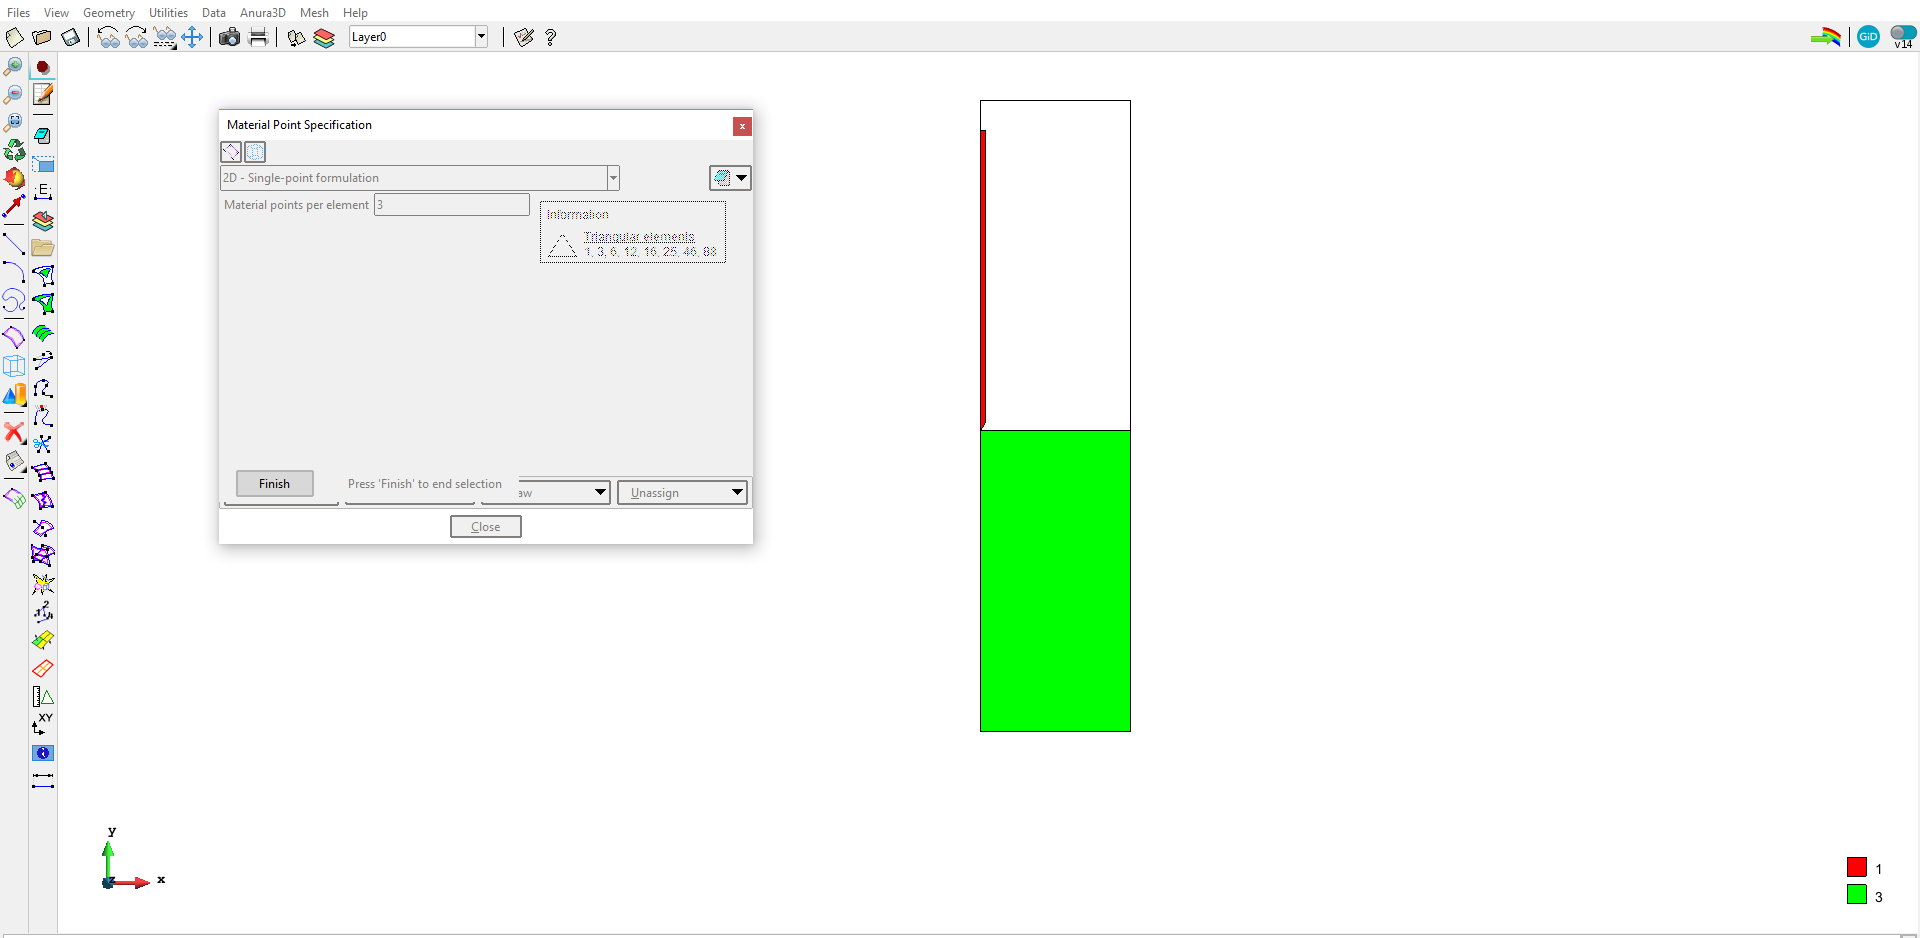 Files View Geometry Utilities Data Anura3D Mesh Help
Layer0
GiD
v14
Material Point Specification
x
2D - Single-point formulation
Material points per element 3
Information
Triangular elements
1, 3, 6, 12, 16, 25, 46, 88
Finish
Press 'Finish' to end selection
aw
Unassign
Close
.E.
2
XY
y
z
x
1
3